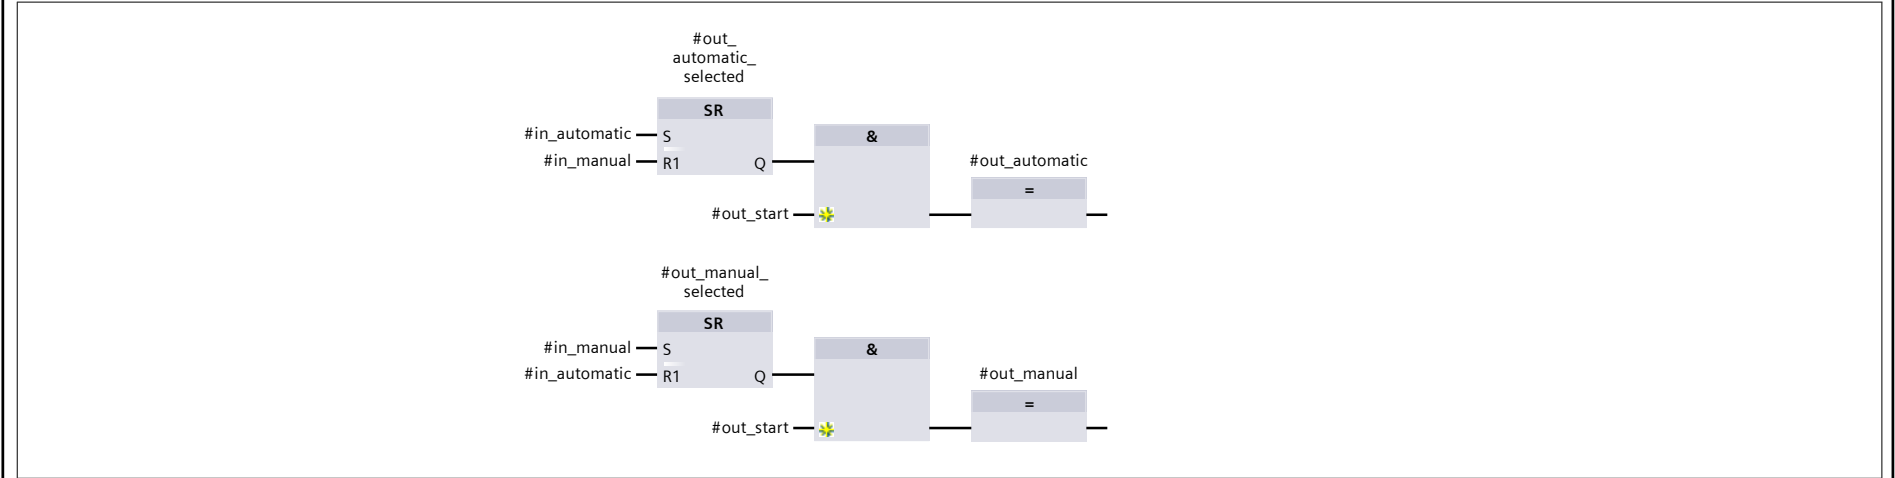 #out_
automatic_
selected
SR
#in_automatic
S
&
#in_manual
R1
Q
#out_automatic
=
#out_start
#out_manual_
selected
SR
#in_manual
S
&
#in_automatic
R1
Q
#out_manual
=
#out_start